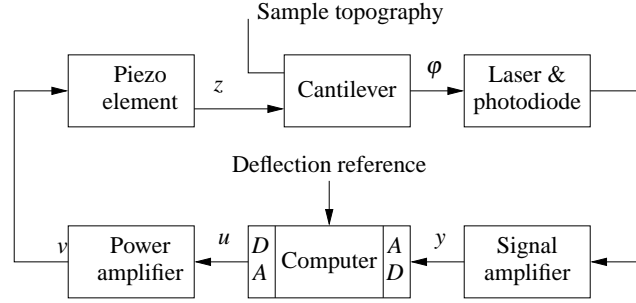 Sample topography
Piezo
element
z
Cantilever
φ
Laser &
photodiode
Deflection reference
v
Power
amplifier
u
D
A
Computer
A
D
y
Signal
amplifier